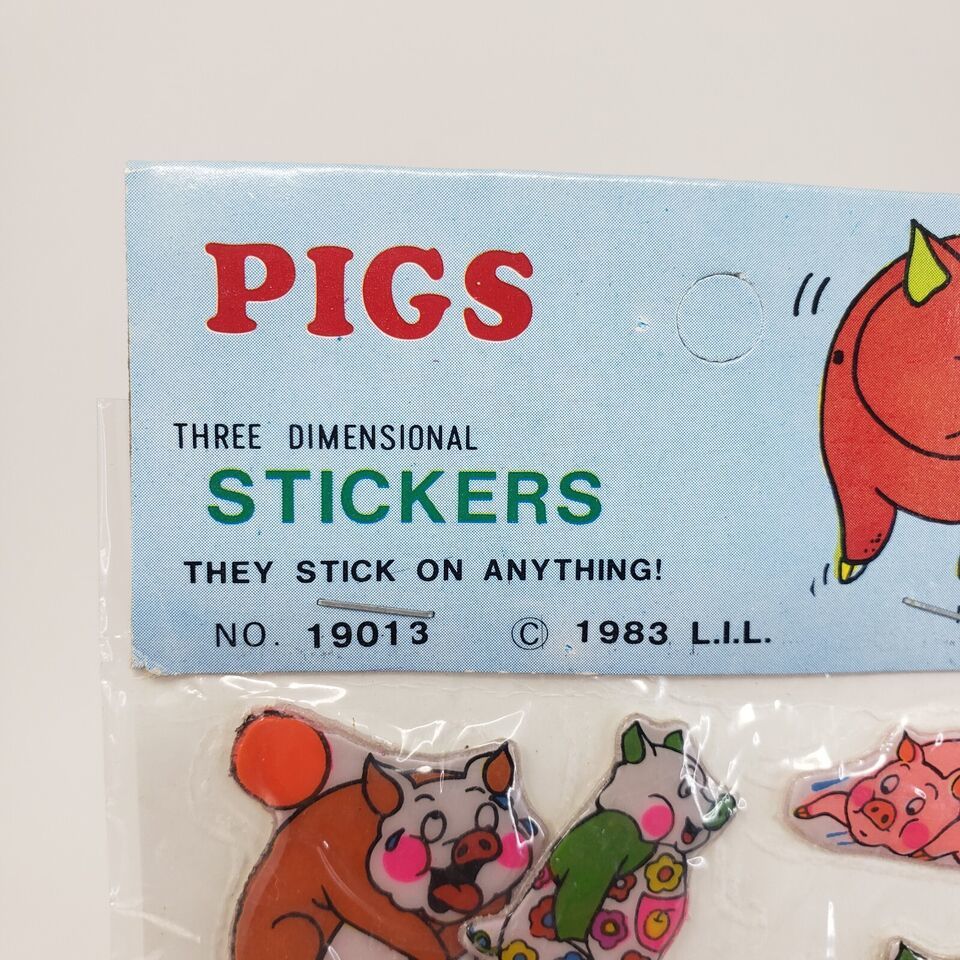 PIGS
THREE DIMENSIONAL
STICKERS
THEY STICK ON ANYTHING!
NO. 19013 © 1983 L.I.L.